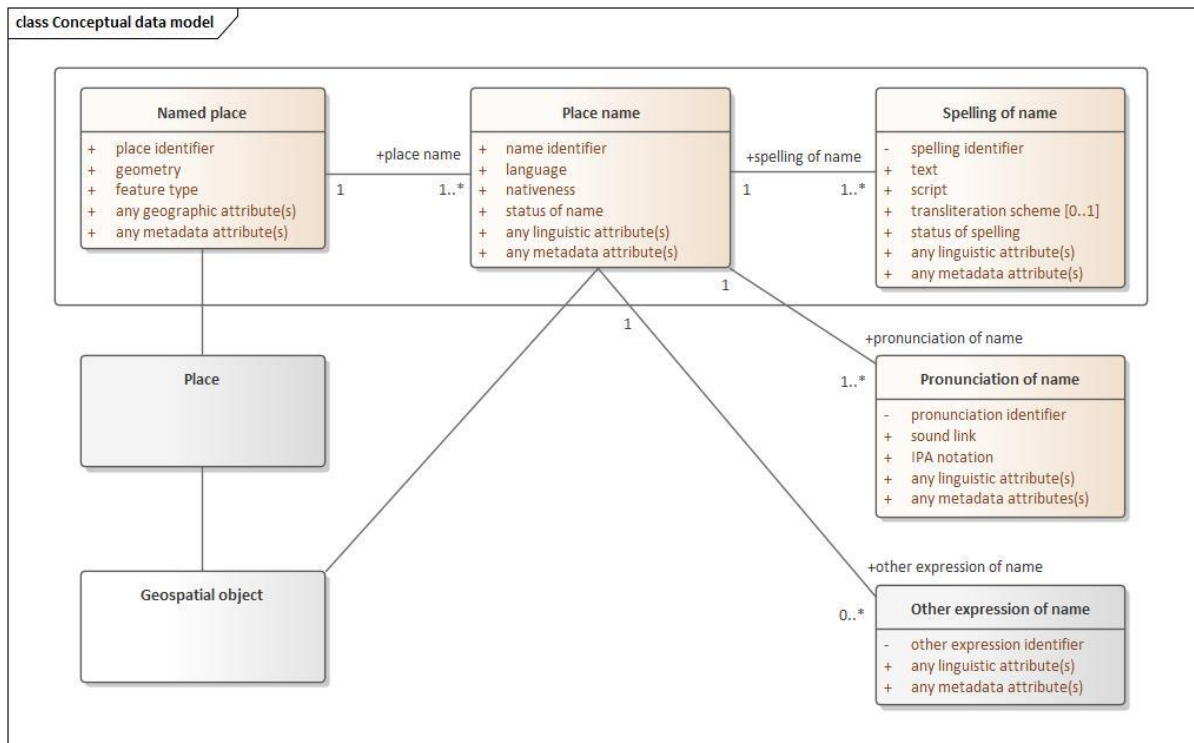 class Conceptual data model
Named place
+ place identifier
+ geometry
+ feature type
+ any geographic attribute(s)
+ any metadata attribute(s)
+place name
1
1..*
Place name
+ name identifier
+ language
+ nativeness
+ status of name
+ any linguistic attribute(s)
+ any metadata attribute(s)
+spelling of name
1
1..*
Spelling of name
- spelling identifier
+ text
+ script
+ transliteration scheme [0..1]
+ status of spelling
+ any linguistic attribute(s)
+ any metadata attribute(s)
1
1
+pronunciation of name
1..*
Place
Pronunciation of name
- pronunciation identifier
+ sound link
+ IPA notation
+ any linguistic attribute(s)
+ any metadata attributes(s)
+other expression of name
0..*
Geospatial object
Other expression of name
- other expression identifier
+ any linguistic attribute(s)
+ any metadata attribute(s)